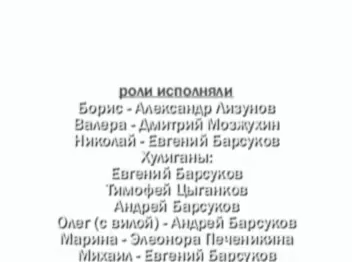 роли исполняли
Борис - Александр Лизунов
Валера - Дмитрий Мозжухин
Николай - Евгений Барсуков
Хулиганы:
Евгений Барсуков
Тимофей Цыганков
Андрей Барсуков
Олег (с вилой) - Андрей Барсуков
Марина - Элеонора Печеникина
Михаил - Евгений Барсуков